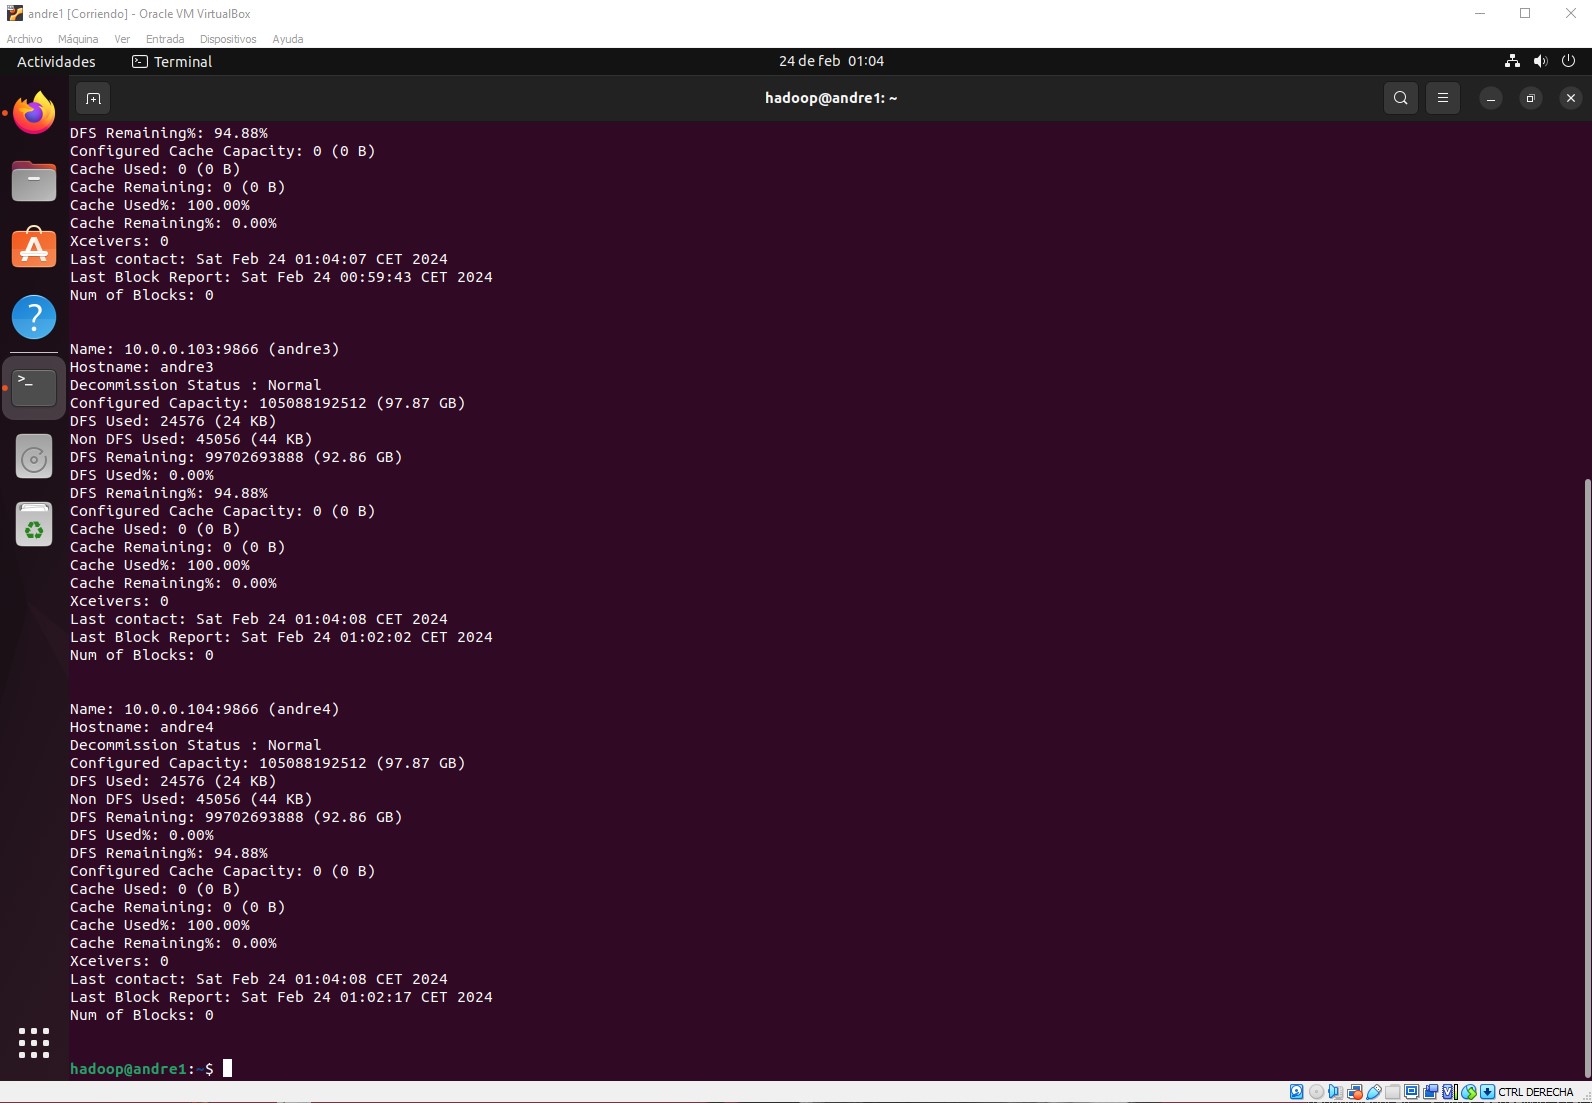 andre1 [Corriendo] - Oracle VM VirtualBox
Archivo Máquina Ver Entrada Dispositivos Ayuda
Actividades Terminal 24 de feb 01:04
hadoop@andre1: ~
DFS Remaining%: 94.88%
Configured Cache Capacity: 0 (0 B)
Cache Used: 0 (0 B)
Cache Remaining: 0 (0 B)
Cache Used%: 100.00%
Cache Remaining%: 0.00%
Xceivers: 0
Last contact: Sat Feb 24 01:04:07 CET 2024
Last Block Report: Sat Feb 24 00:59:43 CET 2024
Num of Blocks: 0
Name: 10.0.0.103:9866 (andre3)
Hostname: andre3
Decommission Status : Normal
Configured Capacity: 105088192512 (97.87 GB)
DFS Used: 24576 (24 KB)
Non DFS Used: 45056 (44 KB)
DFS Remaining: 99702693888 (92.86 GB)
DFS Used%: 0.00%
DFS Remaining%: 94.88%
Configured Cache Capacity: 0 (0 B)
Cache Used: 0 (0 B)
Cache Remaining: 0 (0 B)
Cache Used%: 100.00%
Cache Remaining%: 0.00%
Xceivers: 0
Last contact: Sat Feb 24 01:04:08 CET 2024
Last Block Report: Sat Feb 24 01:02:02 CET 2024
Num of Blocks: 0
Name: 10.0.0.104:9866 (andre4)
Hostname: andre4
Decommission Status : Normal
Configured Capacity: 105088192512 (97.87 GB)
DFS Used: 24576 (24 KB)
Non DFS Used: 45056 (44 KB)
DFS Remaining: 99702693888 (92.86 GB)
DFS Used%: 0.00%
DFS Remaining%: 94.88%
Configured Cache Capacity: 0 (0 B)
Cache Used: 0 (0 B)
Cache Remaining: 0 (0 B)
Cache Used%: 100.00%
Cache Remaining%: 0.00%
Xceivers: 0
Last contact: Sat Feb 24 01:04:08 CET 2024
Last Block Report: Sat Feb 24 01:02:17 CET 2024
Num of Blocks: 0
hadoop@andre1:~$
CTRL DERECHA